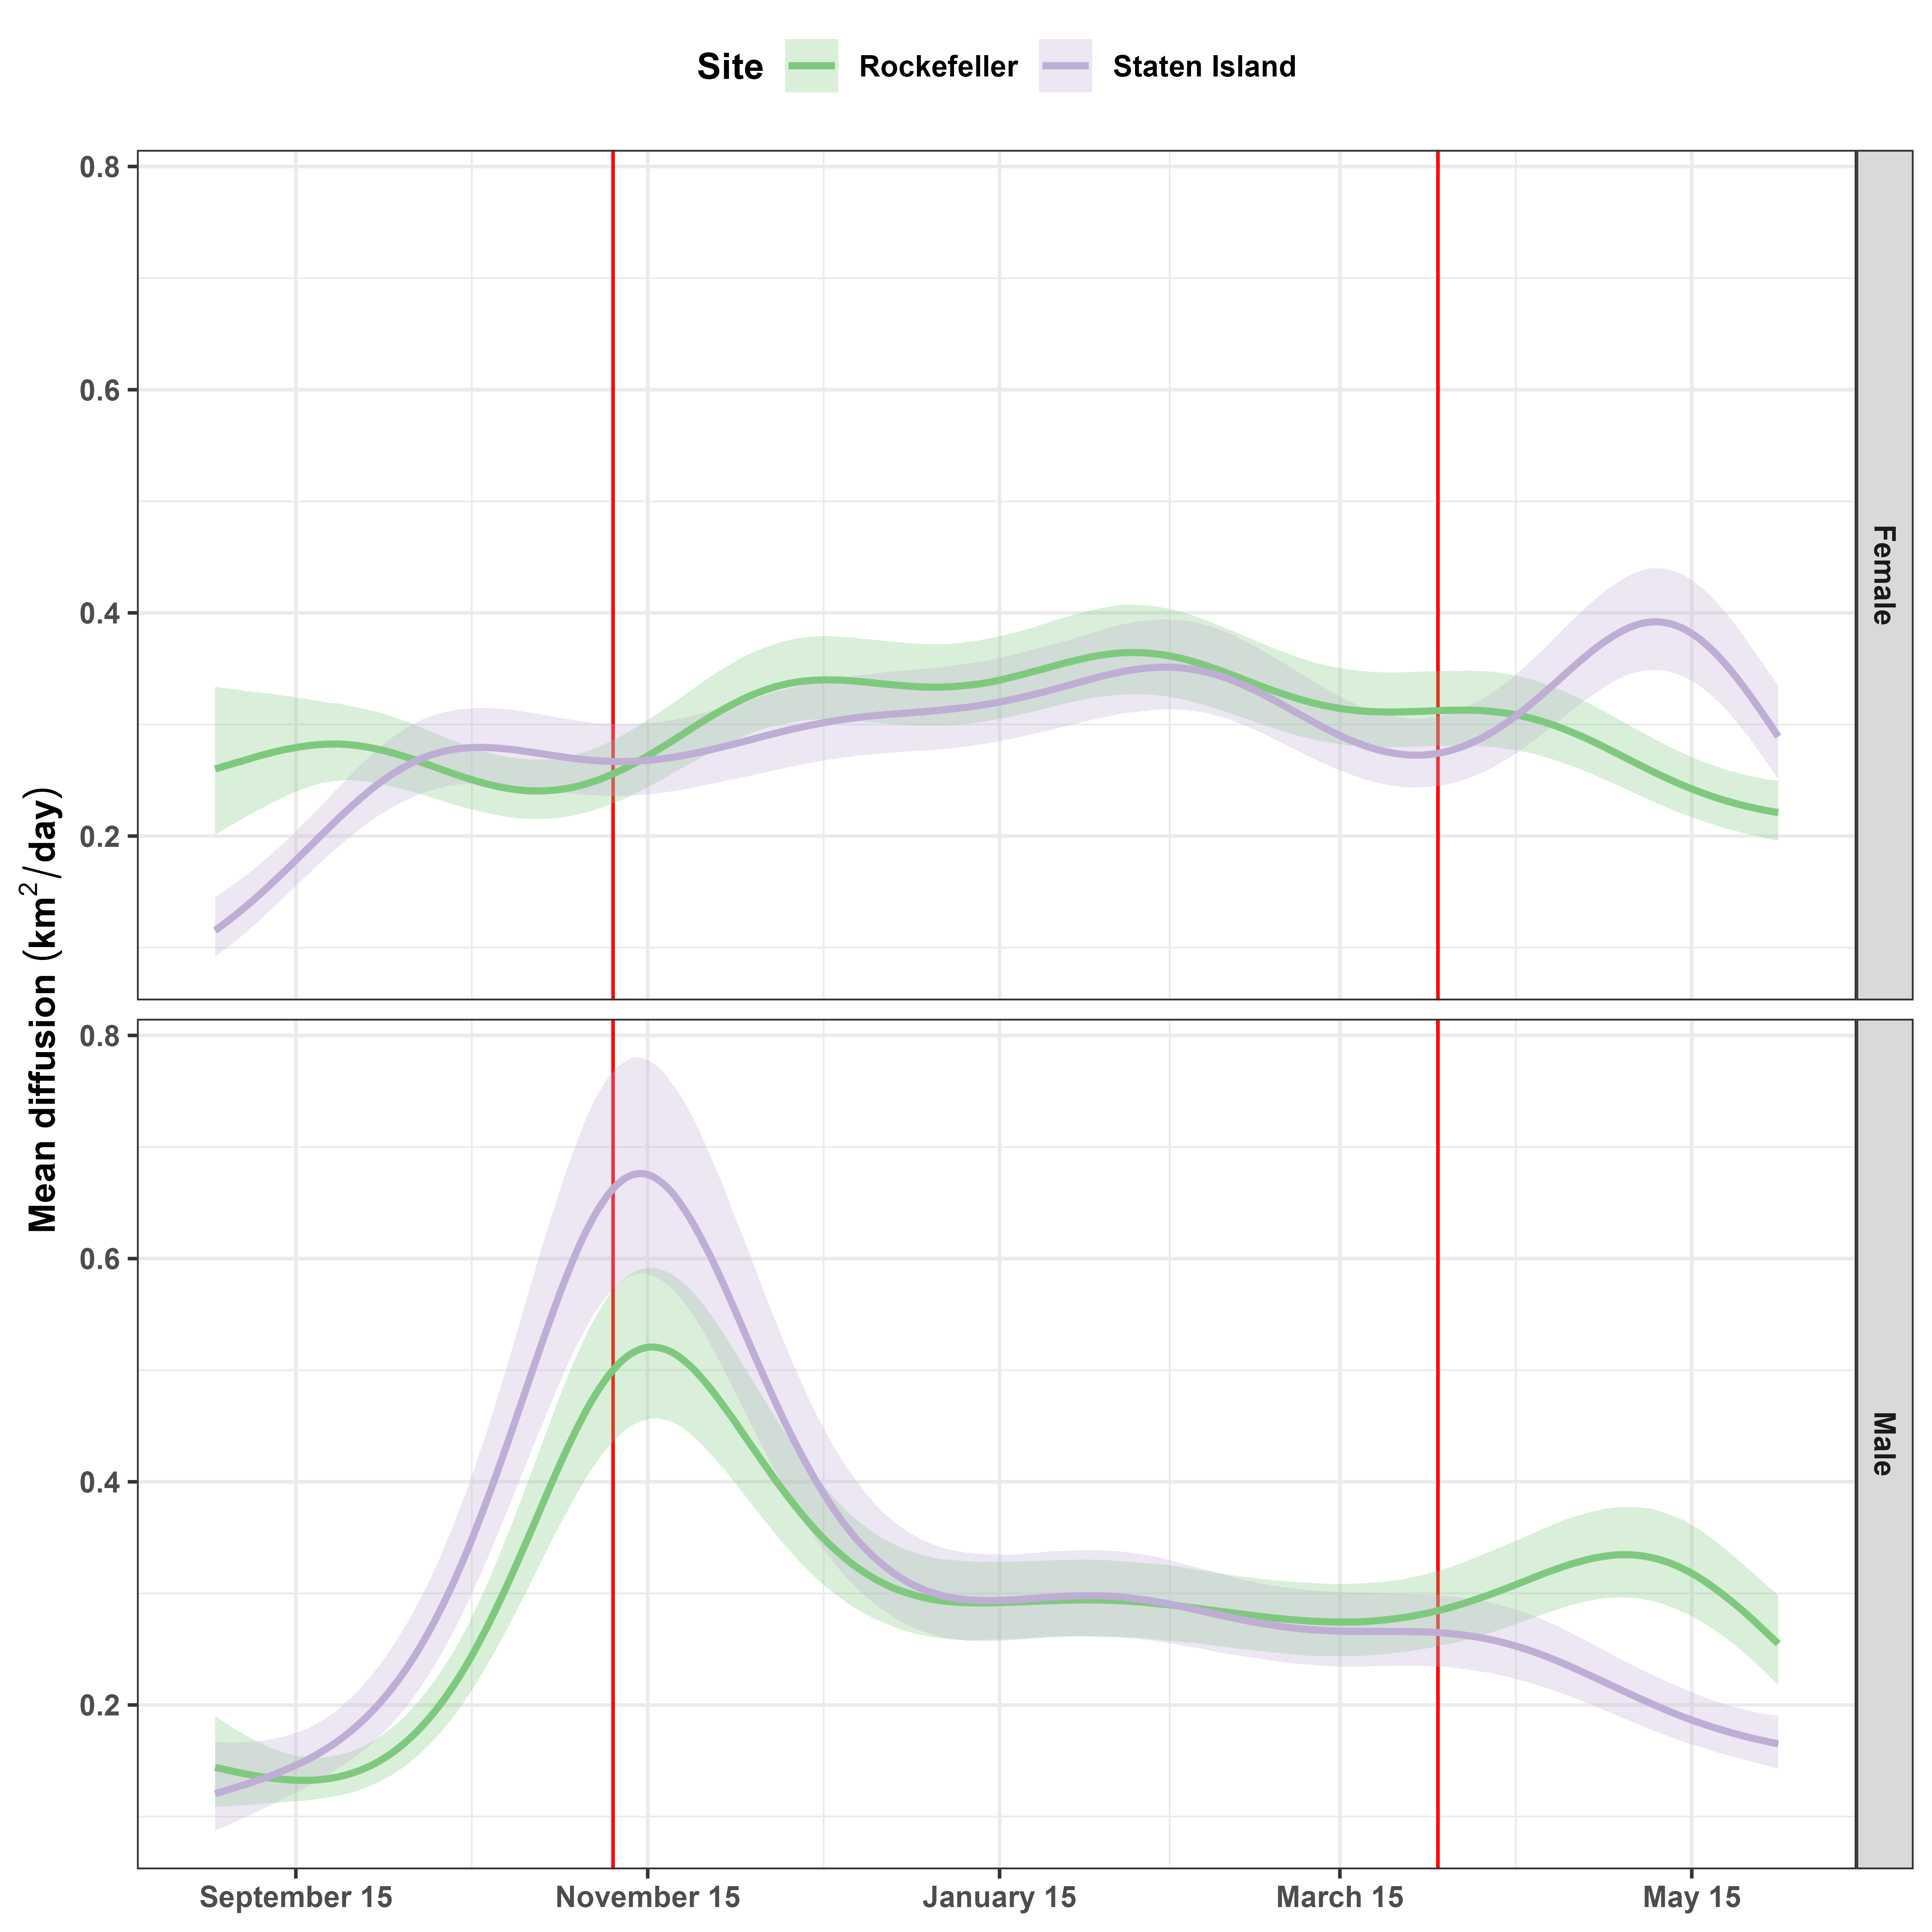 Site Rockefeller Staten Island
Mean diffusion (km²/day)
0.8
0.6
0.4
0.2
Female
0.8
0.6
0.4
0.2
Male
September 15 November 15 January 15 March 15 May 15